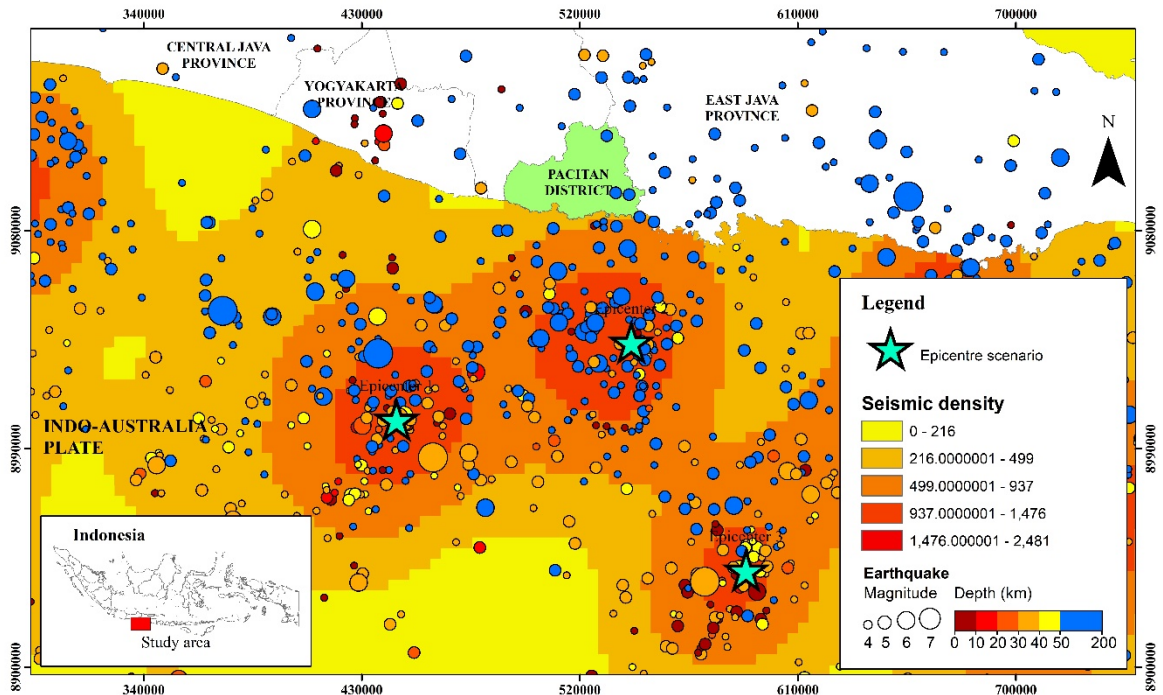 340000 430000 520000 610000 700000
CENTRAL JAVA
PROVINCE
YOGYAKARTA
PROVINCE
EAST JAVA
PROVINCE
N
PACITAN
DISTRICT
9080000 9080000
Epicenter 2
Epicenter 1
INDO-AUSTRALIA
PLATE
8990000 8990000
Epicenter 3
Indonesia
Study area
Legend
Epicentre scenario
Seismic density
0 - 216
216.0000001 - 499
499.0000001 - 937
937.0000001 - 1,476
1,476.000001 - 2,481
Earthquake
Magnitude Depth (km)
4 5 6 7 0 10 20 30 40 50 200
8900000 8900000
340000 430000 520000 610000 700000